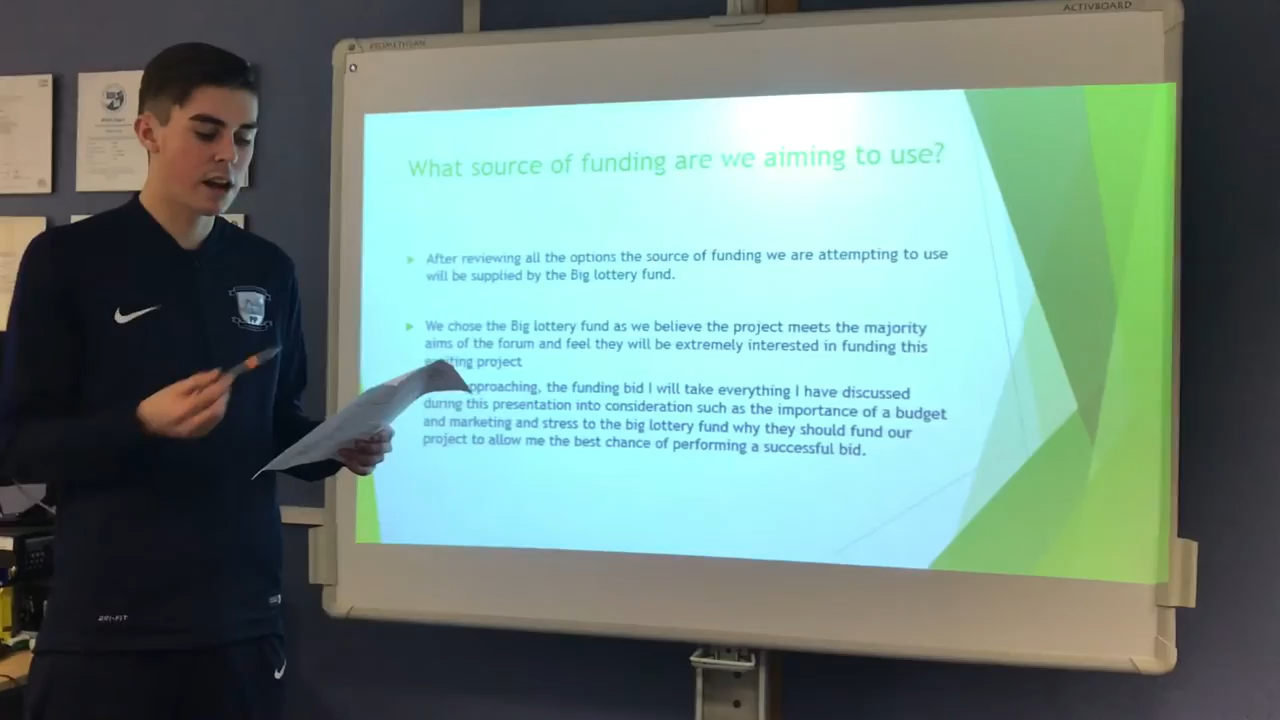 PROMETHEAN
ACTIVBOARD
What source of funding are we aiming to use?
After reviewing all the options the source of funding we are attempting to use
will be supplied by the Big lottery fund.
We chose the Big lottery fund as we believe the project meets the majority
aims of the forum and feel they will be extremely interested in funding this
project
the funding bid I will take everything I have discussed
during this presentation into consideration such as the importance of a budget
and marketing and stress to the big lottery fund why they should fund our
project to allow me the best chance of performing a successful bid.
PP
DRI-FIT